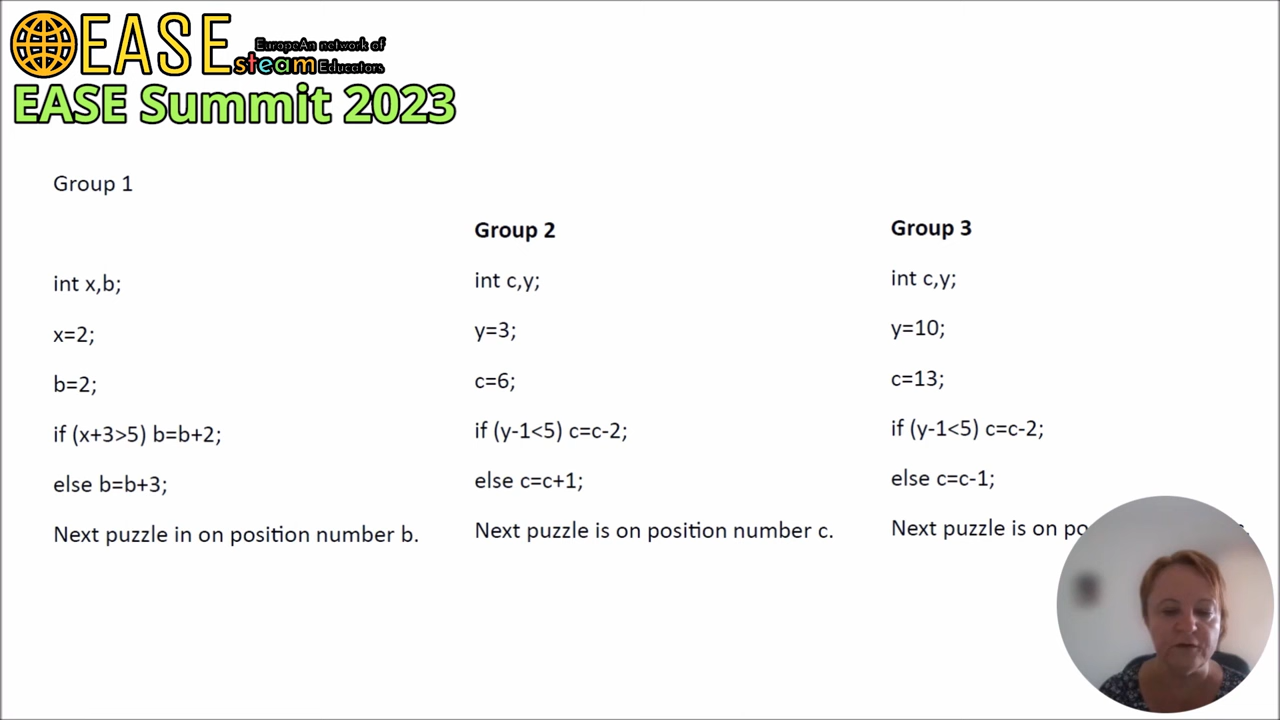 EASE
EuropeAn network of
steam Educators
EASE Summit 2023
Group 1
int x,b;
x=2;
b=2;
if (x+3>5) b=b+2;
else b=b+3;
Next puzzle in on position number b.
Group 2
int c,y;
y=3;
c=6;
if (y-1<5) c=c-2;
else c=c+1;
Next puzzle is on position number c.
Group 3
int c,y;
y=10;
c=13;
if (y-1<5) c=c-2;
else c=c-1;
Next puzzle is on